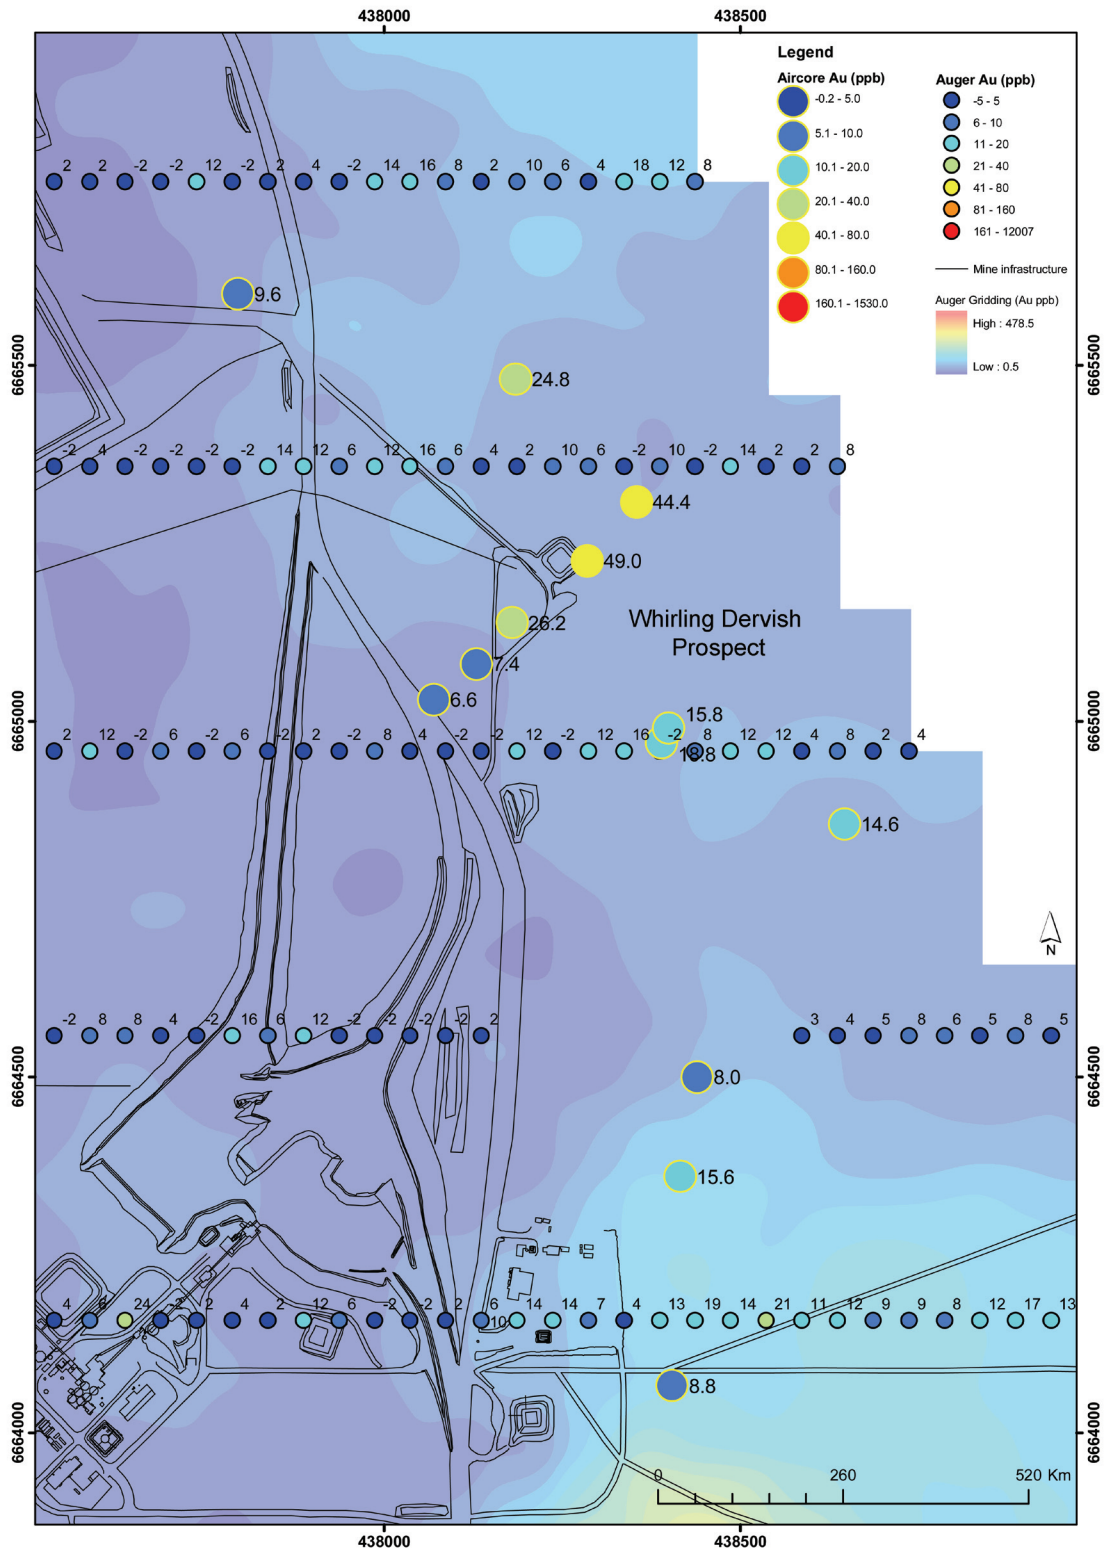 438000 438500
Legend
Aircore Au (ppb)
-0.2 - 5.0
5.1 - 10.0
10.1 - 20.0
20.1 - 40.0
40.1 - 80.0
80.1 - 160.0
160.1 - 1530.0
Auger Au (ppb)
-5 - 5
6 - 10
11 - 20
21 - 40
41 - 80
81 - 160
161 - 12007
Mine infrastructure
Auger Gridding (Au ppb)
High : 478.5
Low : 0.5
2 2 -2 -2 12 -2 2 4 -2 14 16 8 2 10 6 4 18 12 8
9.6
6665500 6665500
24.8
-2 4 -2 -2 -2 -2 14 12 6 12 16 6 4 2 10 6 -2 10 -2 14 2 2 8
44.4
49.0
26.2
Whirling Dervish
Prospect
7.4
6.6
6665000 6665000
15.8
2 12 -2 6 -2 6 -2 2 -2 8 4 -2 -2 12 -2 12 16 -2 8 12 12 4 8 2 4
18.8
14.6
N
-2 8 8 4 -2 16 6 12 -2 -2 -2 -2 2 3 4 5 8 6 5 8 5
6664500 6664500
8.0
15.6
4 6 24 -2 2 4 2 12 6 -2 -2 2 6 10 14 14 7 4 13 19 14 21 11 12 9 9 8 12 17 13
8.8
6664000 6664000
0 260 520 Km
438000 438500